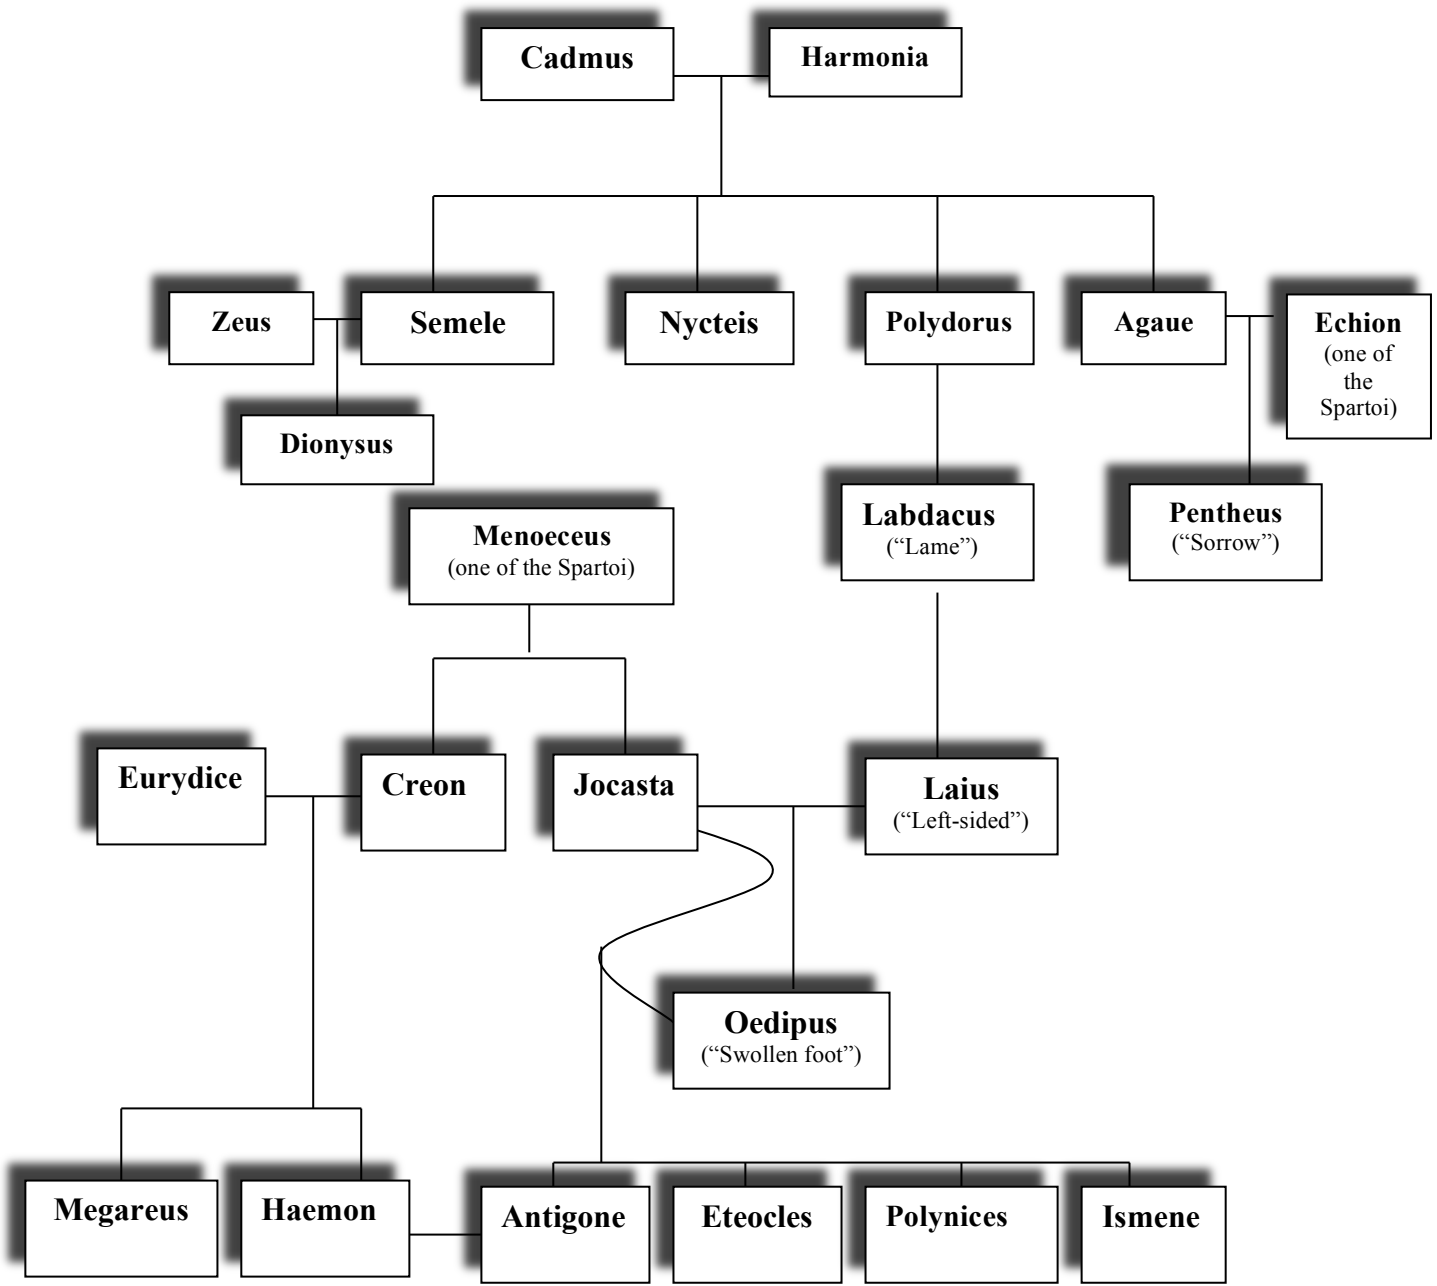 Cadmus
Harmonia
Zeus
Semele
Nycteis
Polydorus
Agaue
Echion
(one of
the
Spartoi)
Dionysus
Menoeceus
(one of the Spartoi)
Labdacus
(“Lame”)
Pentheus
(“Sorrow”)
Eurydice
Creon
Jocasta
Laius
(“Left-sided”)
Oedipus
(“Swollen foot”)
Megareus
Haemon
Antigone
Eteocles
Polynices
Ismene